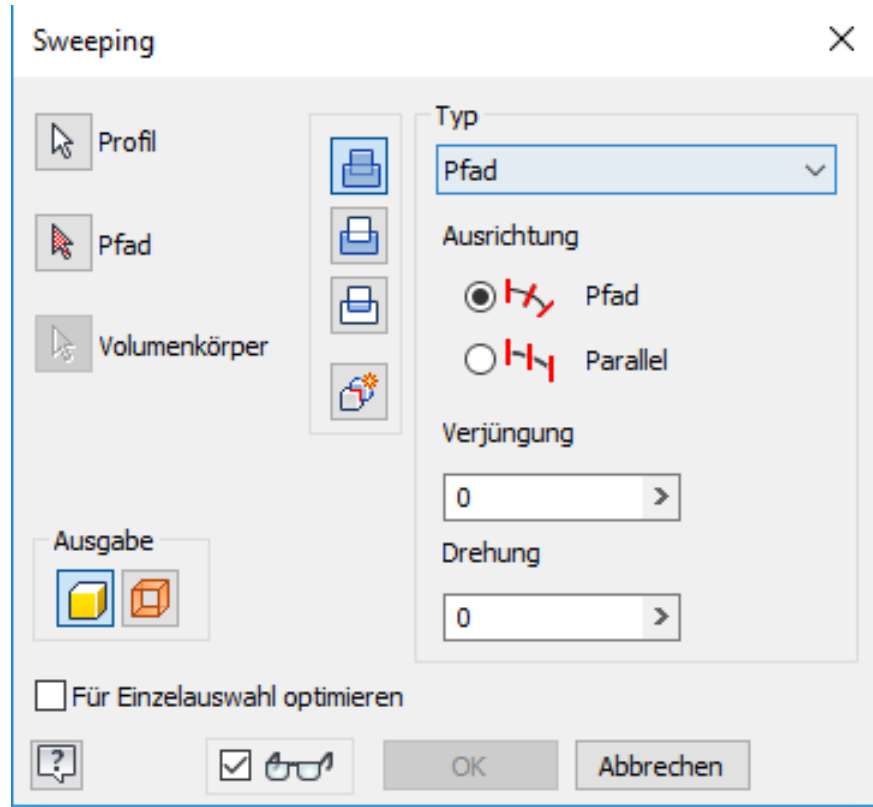 Sweeping
Profil
Pfad
Volumenkörper
Typ
Pfad
Ausrichtung
Pfad
Parallel
Verjüngung
0
Drehung
0
Ausgabe
Für Einzelauswahl optimieren
?
OK
Abbrechen